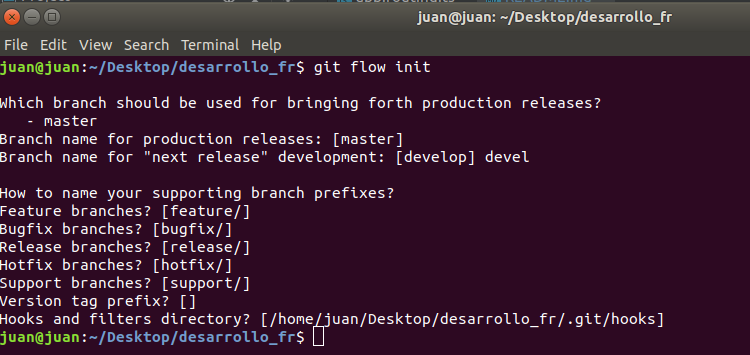 juan@juan: ~/Desktop/desarrollo_fr
File Edit View Search Terminal Help
juan@juan:~/Desktop/desarrollo_fr$ git flow init
Which branch should be used for bringing forth production releases?
- master
Branch name for production releases: [master]
Branch name for "next release" development: [develop] devel
How to name your supporting branch prefixes?
Feature branches? [feature/]
Bugfix branches? [bugfix/]
Release branches? [release/]
Hotfix branches? [hotfix/]
Support branches? [support/]
Version tag prefix? []
Hooks and filters directory? [/home/juan/Desktop/desarrollo_fr/.git/hooks]
juan@juan:~/Desktop/desarrollo_fr$